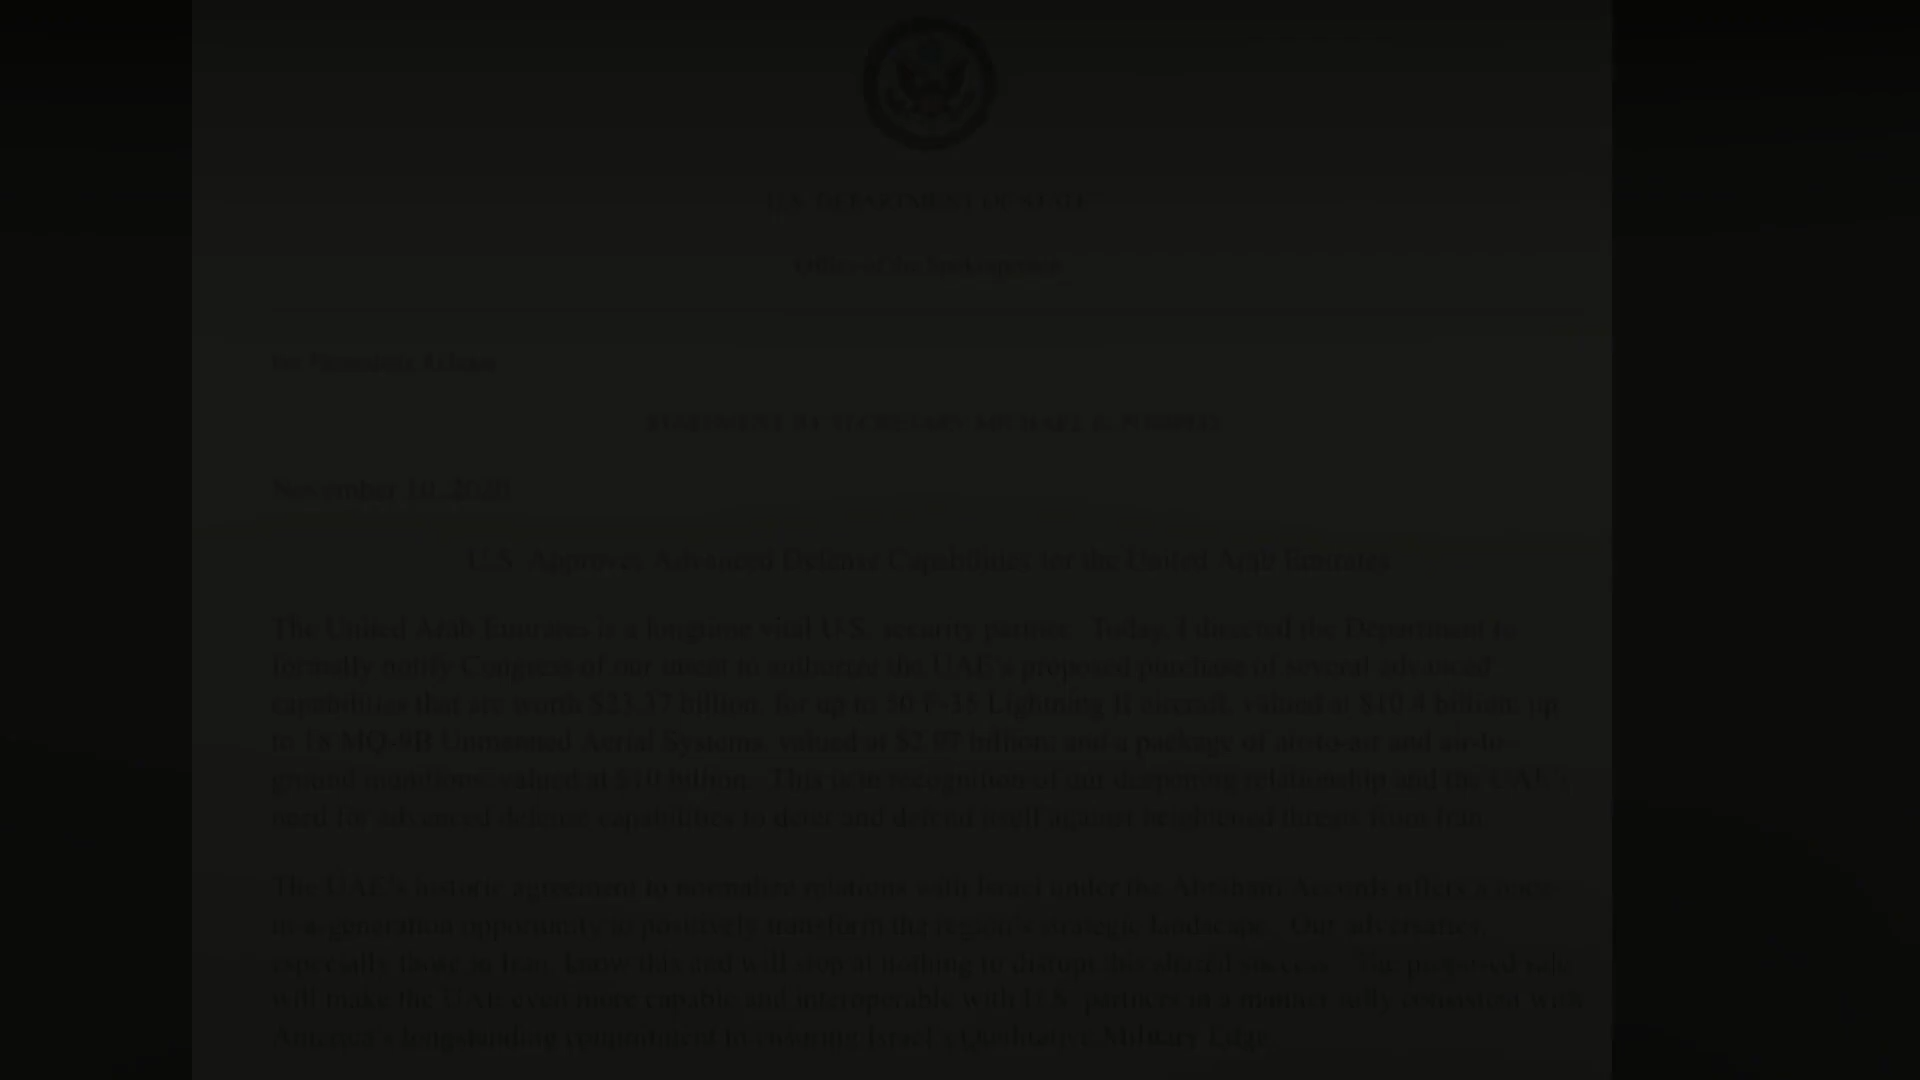 U.S. DEPARTMENT OF STATE
Office of the Spokesperson
For Immediate Release
STATEMENT BY SECRETARY MICHAEL R. POMPEO
November 10, 2020
U.S. Approves Advanced Defense Capabilities for the United Arab Emirates
The United Arab Emirates is a longtime vital U.S. security partner. Today, I directed the Department to
formally notify Congress of our intent to authorize the UAE's proposed purchase of several advanced
capabilities that are worth $23.37 billion: for up to 50 F-35 Lightning II aircraft, valued at $10.4 billion; up
to 18 MQ-9B Unmanned Aerial Systems, valued at $2.97 billion; and a package of air-to-air and air-to-
ground munitions, valued at $10 billion. This is in recognition of our deepening relationship and the UAE's
need for advanced defense capabilities to deter and defend itself against heightened threats from Iran.
The UAE's historic agreement to normalize relations with Israel under the Abraham Accords offers a once-
in-a-generation opportunity to positively transform the region's strategic landscape. Our adversaries,
especially those in Iran, know this and will stop at nothing to disrupt this shared success. The proposed sale
will make the UAE even more capable and interoperable with U.S. partners in a manner fully consistent with
America's longstanding commitment to ensuring Israel's Qualitative Military Edge.